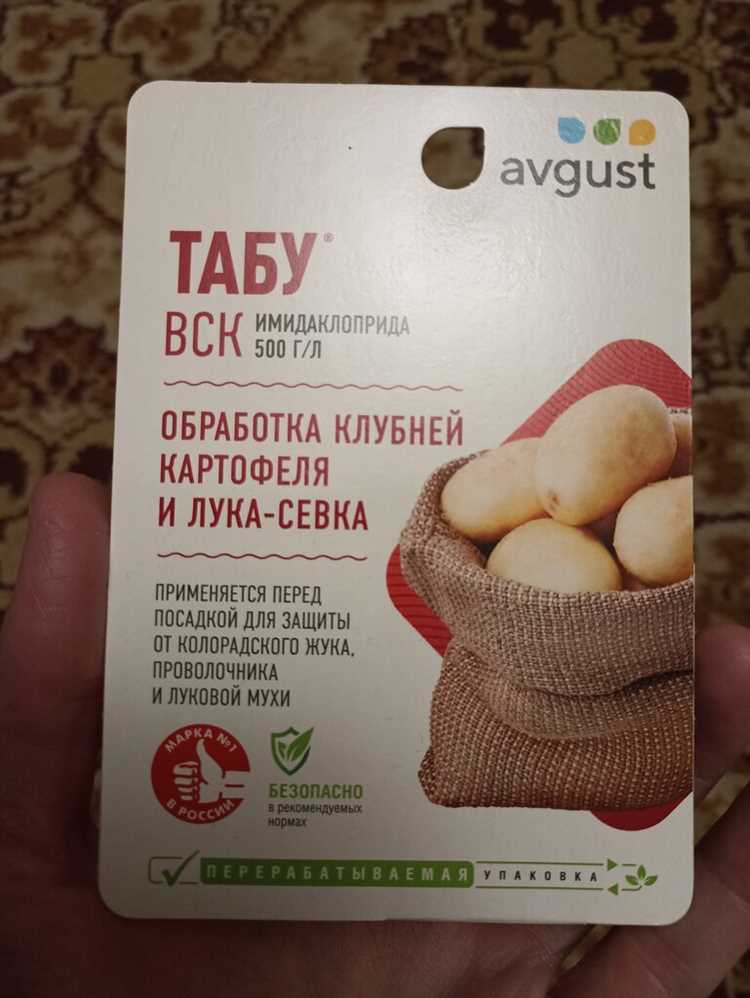 avgust
ТАБУ®
ВСК ИМИДАКЛОПРИДА
500 Г/Л
ОБРАБОТКА КЛУБНЕЙ
КАРТОФЕЛЯ
И ЛУКА-СЕВКА
ПРИМЕНЯЕТСЯ ПЕРЕД
ПОСАДКОЙ ДЛЯ ЗАЩИТЫ
ОТ КОЛОРАДСКОГО ЖУКА,
ПРОВОЛОЧНИКА
И ЛУКОВОЙ МУХИ
МАРКА №1
В РОССИИ
БЕЗОПАСНО
в рекомендуемых
нормах
ПЕРЕРАБАТЫВАЕМАЯ УПАКОВКА